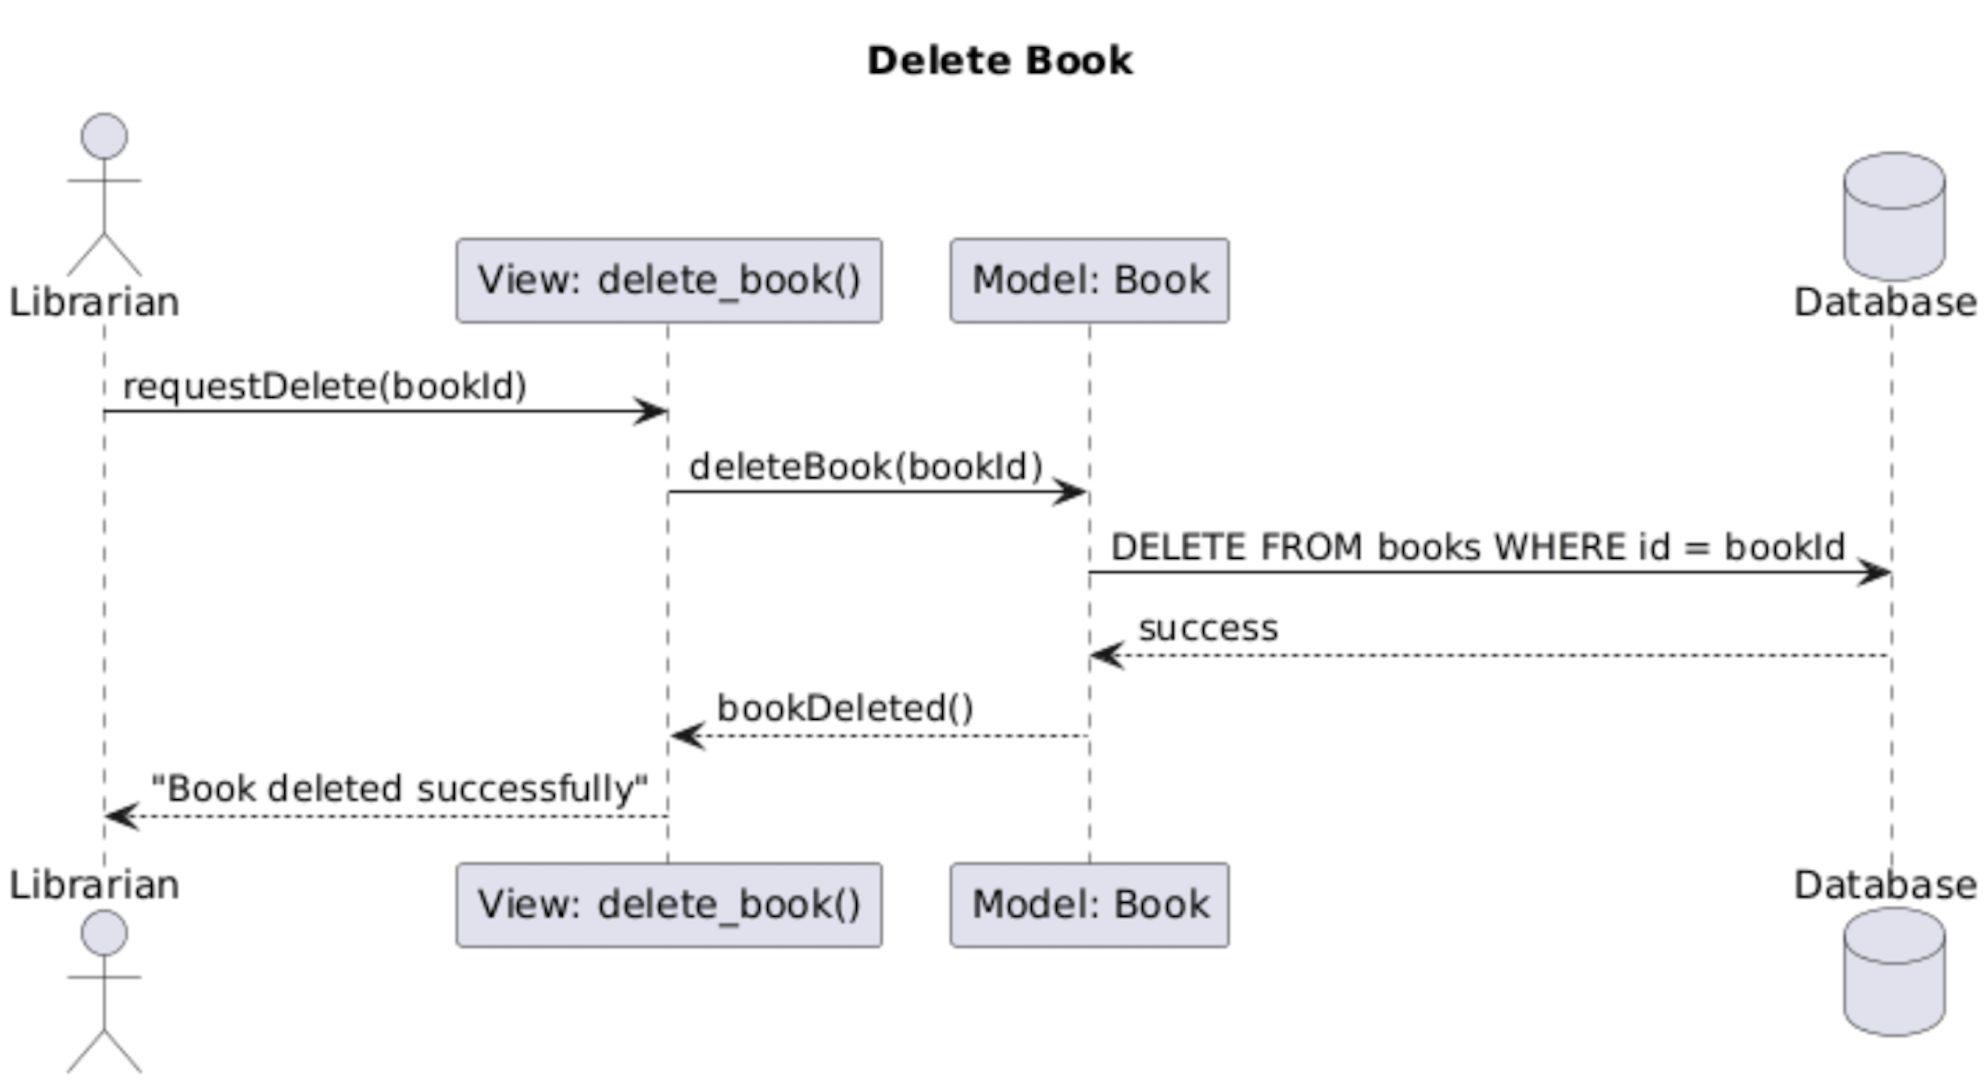 Delete Book
Librarian
View: delete_book()
Model: Book
Database
requestDelete(bookId)
deleteBook(bookId)
DELETE FROM books WHERE id = bookId
success
bookDeleted()
"Book deleted successfully"
Librarian
View: delete_book()
Model: Book
Database